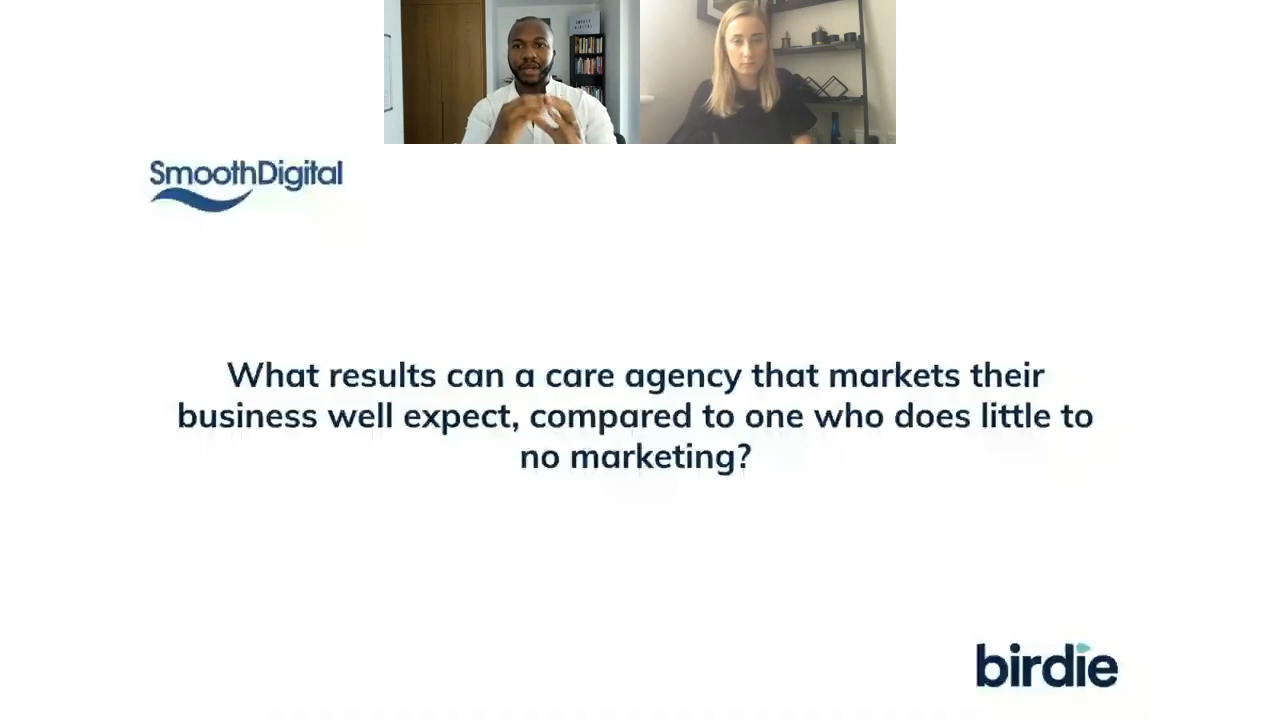 SmoothDigital
What results can a care agency that markets their
business well expect, compared to one who does little to
no marketing?
birdie